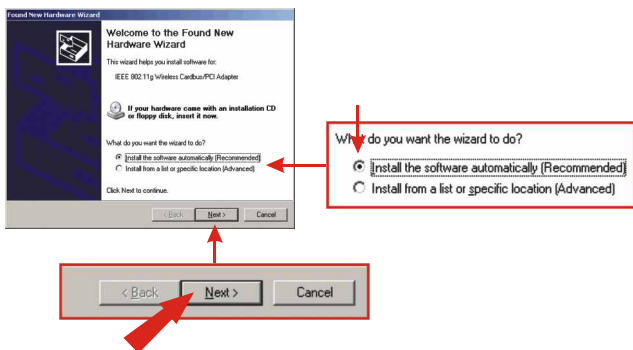 Found New Hardware Wizard
Welcome to the Found New
Hardware Wizard
This wizard helps you install software for:
IEEE 802.11g Wireless Cardbus/PCI Adapter
If your hardware came with an installation CD
or floppy disk, insert it now.
What do you want the wizard to do?
Install the software automatically (Recommended)
Install from a list or specific location (Advanced)
Click Next to continue.
< Back
Next >
Cancel
What do you want the wizard to do?
Install the software automatically (Recommended)
Install from a list or specific location (Advanced)
< Back
Next >
Cancel